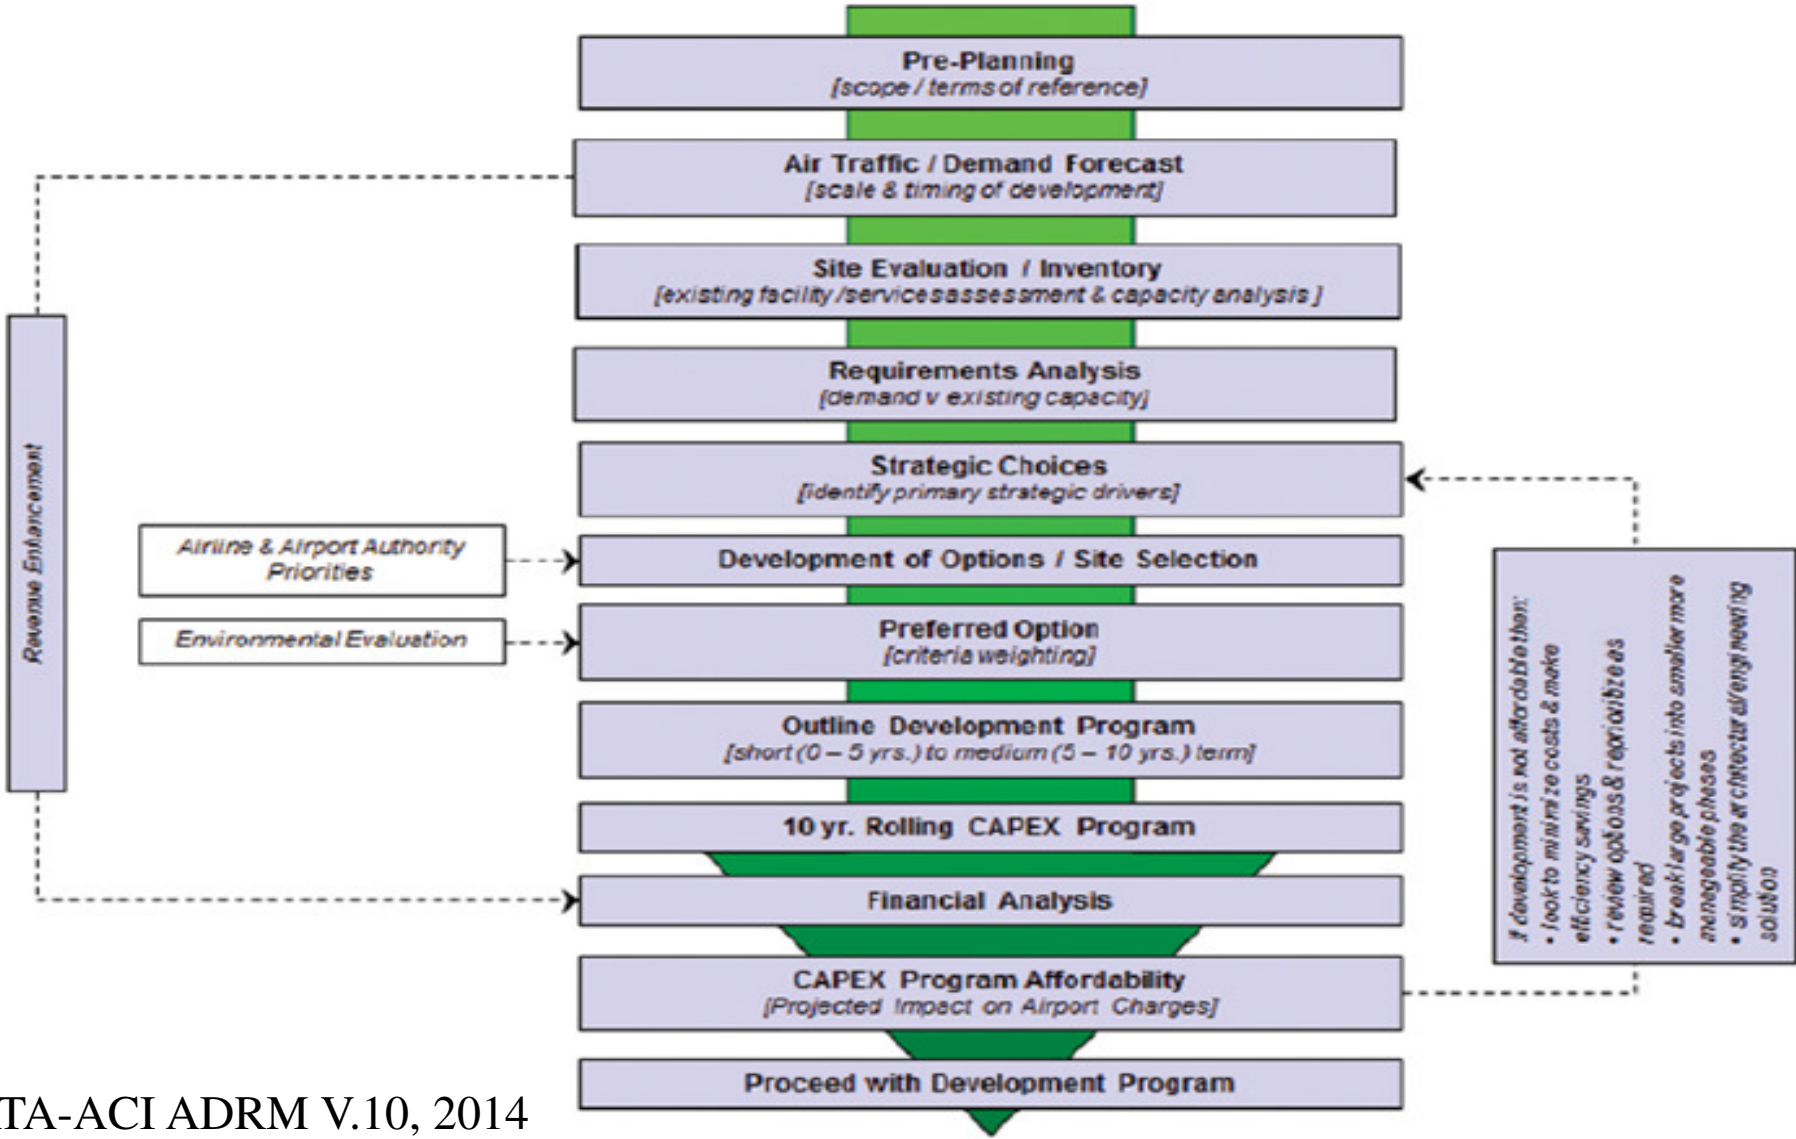 Pre-Planning
[scope / terms of reference]
Air Traffic / Demand Forecast
[scale & timing of development]
Site Evaluation / Inventory
[existing facility /services assessment & capacity analysis ]
Requirements Analysis
[demand v existing capacity]
Strategic Choices
[identify primary strategic drivers]
Airline & Airport Authority
Priorities
Development of Options / Site Selection
Environmental Evaluation
Preferred Option
[criteria weighting]
Outline Development Program
[short (0 – 5 yrs.) to medium (5 – 10 yrs.) term]
10 yr. Rolling CAPEX Program
Financial Analysis
CAPEX Program Affordability
[Projected Impact on Airport Charges]
Proceed with Development Program
Revenue Enhancement
If development is not affordable then:
• look to minimize costs & make
efficiency savings
• review options & reprioritize as
required
• break large projects into smaller more
manageable phases
• simplify the architectural/engineering
solution
TA-ACI ADRM V.10, 2014